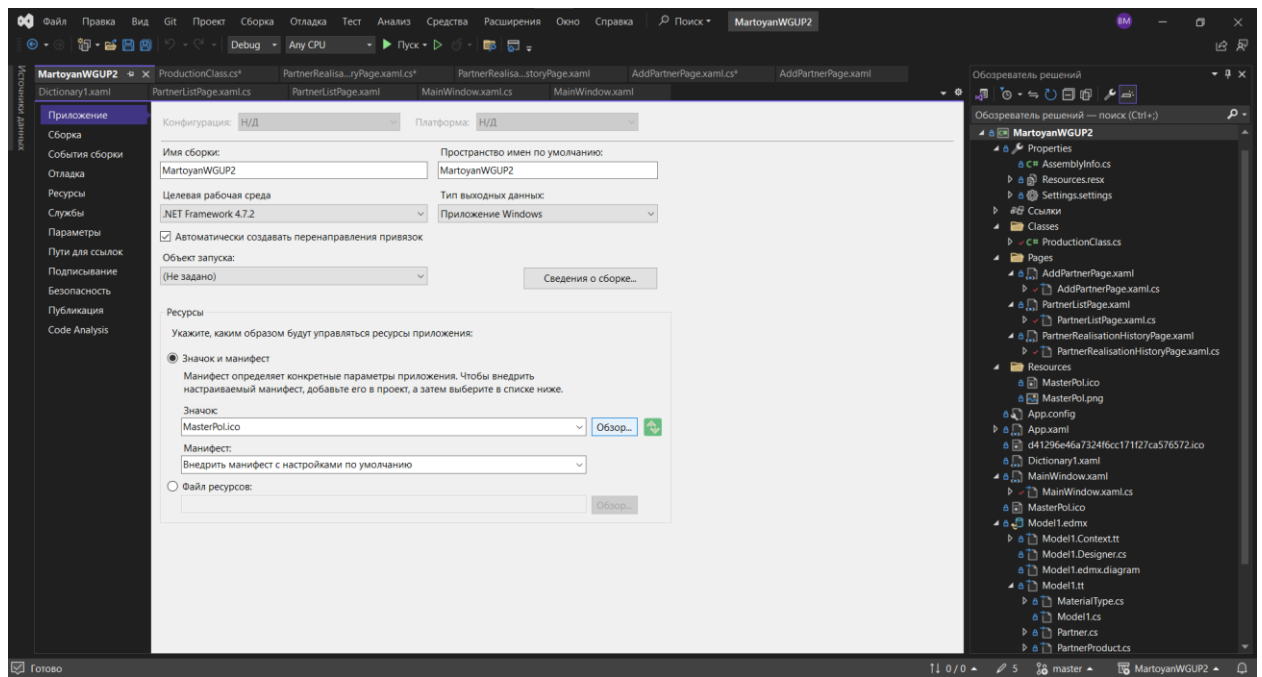 Файл Правка Вид Git Проект Сборка Отладка Тест Анализ Средства Расширения Окно Справка Поиск MartoyanWGUP2 BM
Debug Any CPU Пуск
MartoyanWGUP2 ProductionClass.cs* PartnerRealisa...ryPage.xaml.cs* PartnerRealisa...storyPage.xaml AddPartnerPage.xaml.cs* AddPartnerPage.xaml
Dictionary1.xaml PartnerListPage.xaml.cs PartnerListPage.xaml MainWindow.xaml.cs MainWindow.xaml
Источники данных
Приложение
Сборка
События сборки
Отладка
Ресурсы
Службы
Параметры
Пути для ссылок
Подписывание
Безопасность
Публикация
Code Analysis
Конфигурация: Н/Д Платформа: Н/Д
Имя сборки: Пространство имен по умолчанию:
MartoyanWGUP2 MartoyanWGUP2
Целевая рабочая среда Тип выходных данных:
.NET Framework 4.7.2 Приложение Windows
Автоматически создавать перенаправления привязок
Объект запуска:
(Не задано) Сведения о сборке...
Ресурсы
Укажите, каким образом будут управляться ресурсы приложения:
Значок и манифест
Манифест определяет конкретные параметры приложения. Чтобы внедрить
настраиваемый манифест, добавьте его в проект, а затем выберите в списке ниже.
Значок:
MasterPol.ico Обзор...
Манифест:
Внедрить манифест с настройками по умолчанию
Файл ресурсов:
Обзор...
Обозреватель решений
Обозреватель решений — поиск (Ctrl+;)
MartoyanWGUP2
Properties
C# AssemblyInfo.cs
Resources.resx
Settings.settings
Ссылки
Classes
C# ProductionClass.cs
Pages
AddPartnerPage.xaml
AddPartnerPage.xaml.cs
PartnerListPage.xaml
PartnerListPage.xaml.cs
PartnerRealisationHistoryPage.xaml
PartnerRealisationHistoryPage.xaml.cs
Resources
MasterPol.ico
MasterPol.png
App.config
App.xaml
d41296e46a7324f6cc171f27ca576572.ico
Dictionary1.xaml
MainWindow.xaml
MainWindow.xaml.cs
MasterPol.ico
Model1.edmx
Model1.Context.tt
Model1.Designer.cs
Model1.edmx.diagram
Model1.tt
MaterialType.cs
Model1.cs
Partner.cs
PartnerProduct.cs
Готово 0 / 0 5 master MartoyanWGUP2